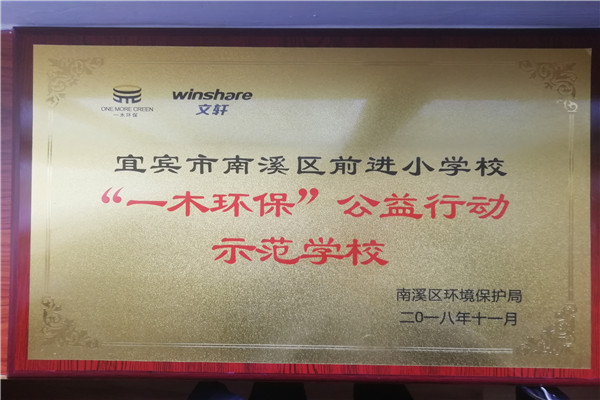 ONE MORE GREEN
一木环保
winshare
文轩
宜宾市南溪区前进小学校
“一木环保”公益行动
示范学校
南溪区环境保护局
二0一八年十一月